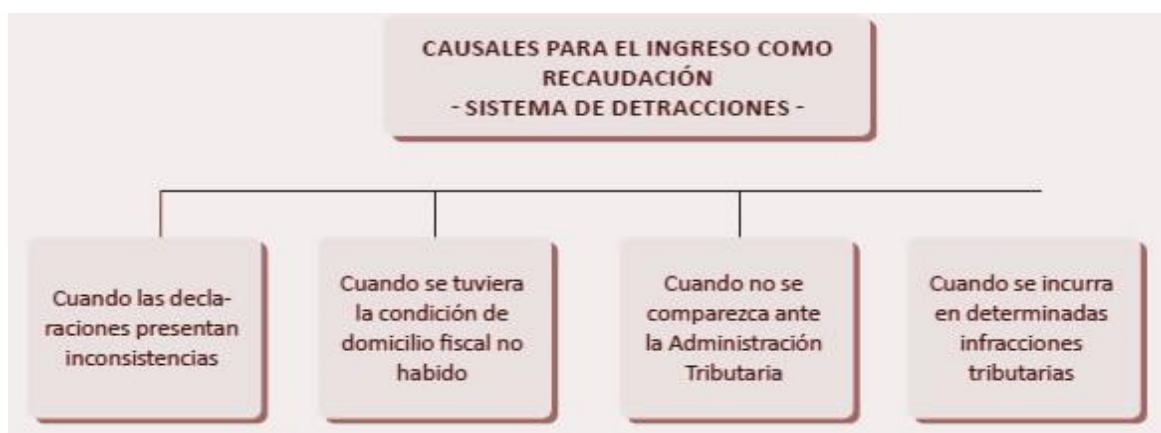 CAUSALES PARA EL INGRESO COMO
RECAUDACIÓN
- SISTEMA DE DETRACCIONES -
Cuando las decla-
raciones presentan
inconsistencias
Cuando se tuviera
la condición de
domicilio fiscal no
habido
Cuando no se
comparezca ante
la Administración
Tributaria
Cuando se incurra
en determinadas
infracciones
tributarias